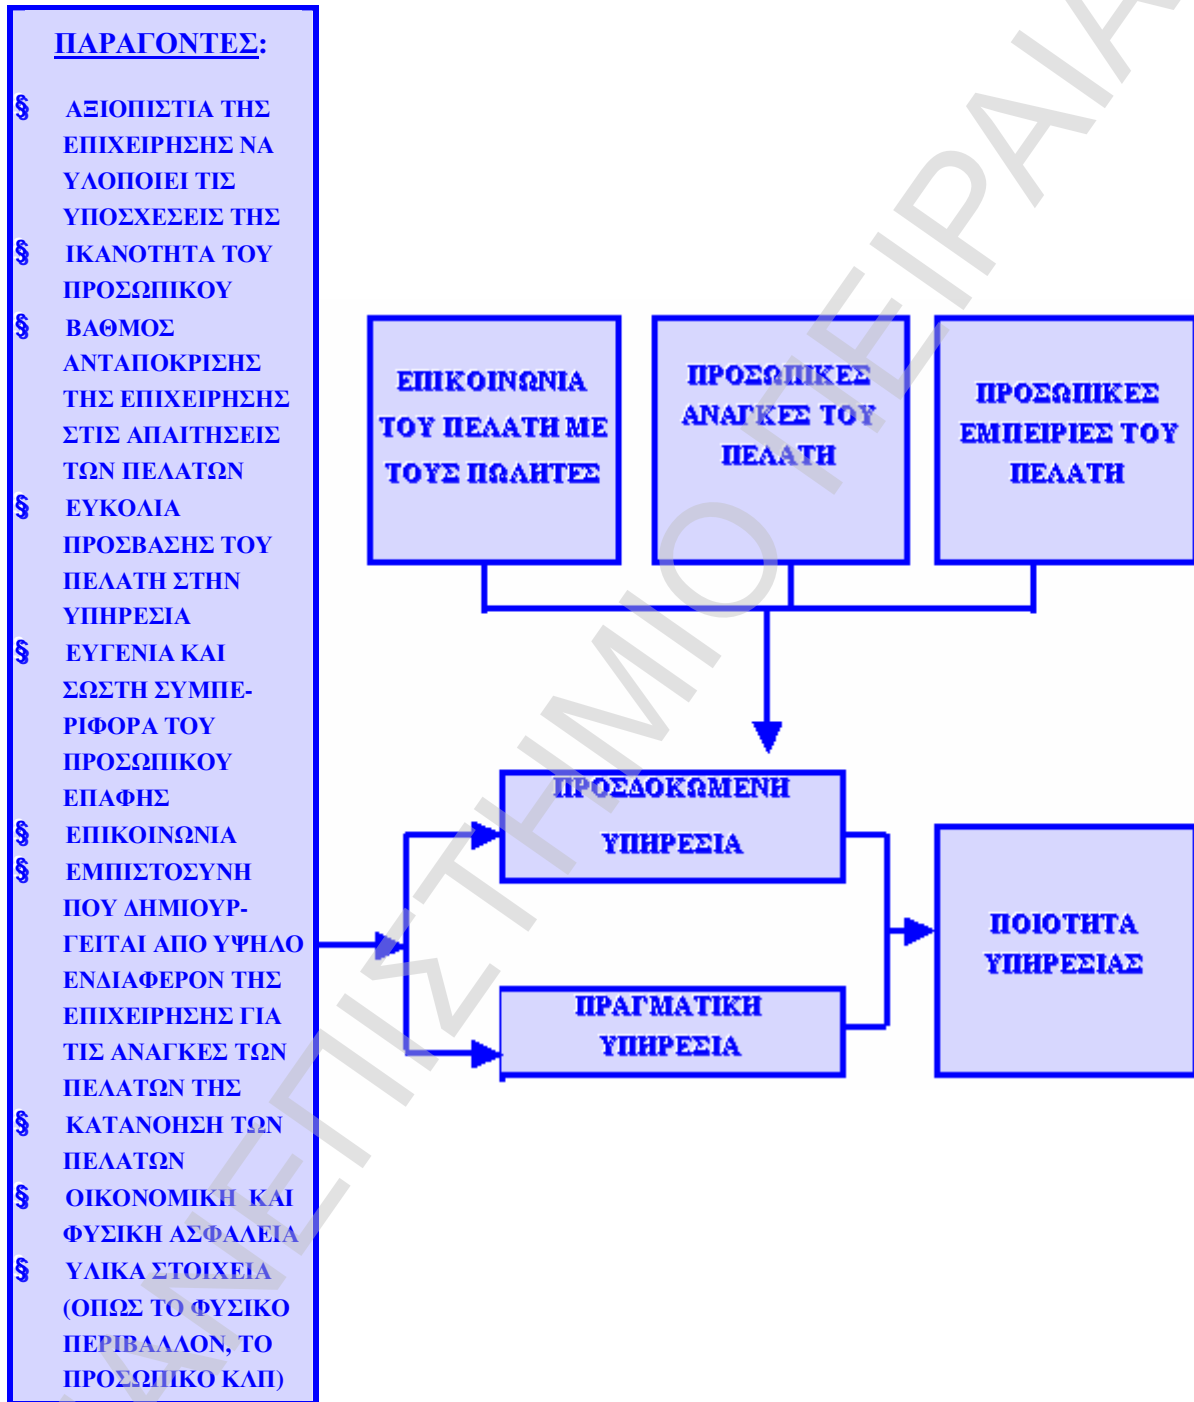 ΠΑΡΑΓΟΝΤΕΣ:
§ ΑΞΙΟΠΙΣΤΙΑ ΤΗΣ
ΕΠΙΧΕΙΡΗΣΗΣ ΝΑ
ΥΛΟΠΟΙΕΙ ΤΙΣ
ΥΠΟΣΧΕΣΕΙΣ ΤΗΣ
§ ΙΚΑΝΟΤΗΤΑ ΤΟΥ
ΠΡΟΣΩΠΙΚΟΥ
§ ΒΑΘΜΟΣ
ΑΝΤΑΠΟΚΡΙΣΗΣ
ΤΗΣ ΕΠΙΧΕΙΡΗΣΗΣ
ΣΤΙΣ ΑΠΑΙΤΗΣΕΙΣ
ΤΩΝ ΠΕΛΑΤΩΝ
§ ΕΥΚΟΛΙΑ
ΠΡΟΣΒΑΣΗΣ ΤΟΥ
ΠΕΛΑΤΗ ΣΤΗΝ
ΥΠΗΡΕΣΙΑ
§ ΕΥΓΕΝΙΑ ΚΑΙ
ΣΩΣΤΗ ΣΥΜΠΕ-
ΡΙΦΟΡΑ ΤΟΥ
ΠΡΟΣΩΠΙΚΟΥ
ΕΠΑΦΗΣ
§ ΕΠΙΚΟΙΝΩΝΙΑ
§ ΕΜΠΙΣΤΟΣΥΝΗ
ΠΟΥ ΔΗΜΙΟΥΡ-
ΓΕΙΤΑΙ ΑΠΟ ΥΨΗΛΟ
ΕΝΔΙΑΦΕΡΟΝ ΤΗΣ
ΕΠΙΧΕΙΡΗΣΗΣ ΓΙΑ
ΤΙΣ ΑΝΑΓΚΕΣ ΤΩΝ
ΠΕΛΑΤΩΝ ΤΗΣ
§ ΚΑΤΑΝΟΗΣΗ ΤΩΝ
ΠΕΛΑΤΩΝ
§ ΟΙΚΟΝΟΜΙΚΗ ΚΑΙ
ΦΥΣΙΚΗ ΑΣΦΑΛΕΙΑ
§ ΥΛΙΚΑ ΣΤΟΙΧΕΙΑ
(ΟΠΩΣ ΤΟ ΦΥΣΙΚΟ
ΠΕΡΙΒΑΛΛΟΝ, ΤΟ
ΠΡΟΣΩΠΙΚΟ ΚΛΠ)
ΕΠΙΚΟΙΝΩΝΙΑ
ΤΟΥ ΠΕΛΑΤΗ ΜΕ
ΤΟΥΣ ΠΩΛΗΤΕΣ
ΠΡΟΣΩΠΙΚΕΣ
ΑΝΑΓΚΕΣ ΤΟΥ
ΠΕΛΑΤΗ
ΠΡΟΣΩΠΙΚΕΣ
ΕΜΠΕΙΡΙΕΣ ΤΟΥ
ΠΕΛΑΤΗ
ΠΡΟΣΔΟΚΩΜΕΝΗ
ΥΠΗΡΕΣΙΑ
ΠΡΑΓΜΑΤΙΚΗ
ΥΠΗΡΕΣΙΑ
ΠΟΙΟΤΗΤΑ
ΥΠΗΡΕΣΙΑΣ
ΠΑΝΕΠΙΣΤΗΜΙΟ ΠΕΙΡΑΙΑ